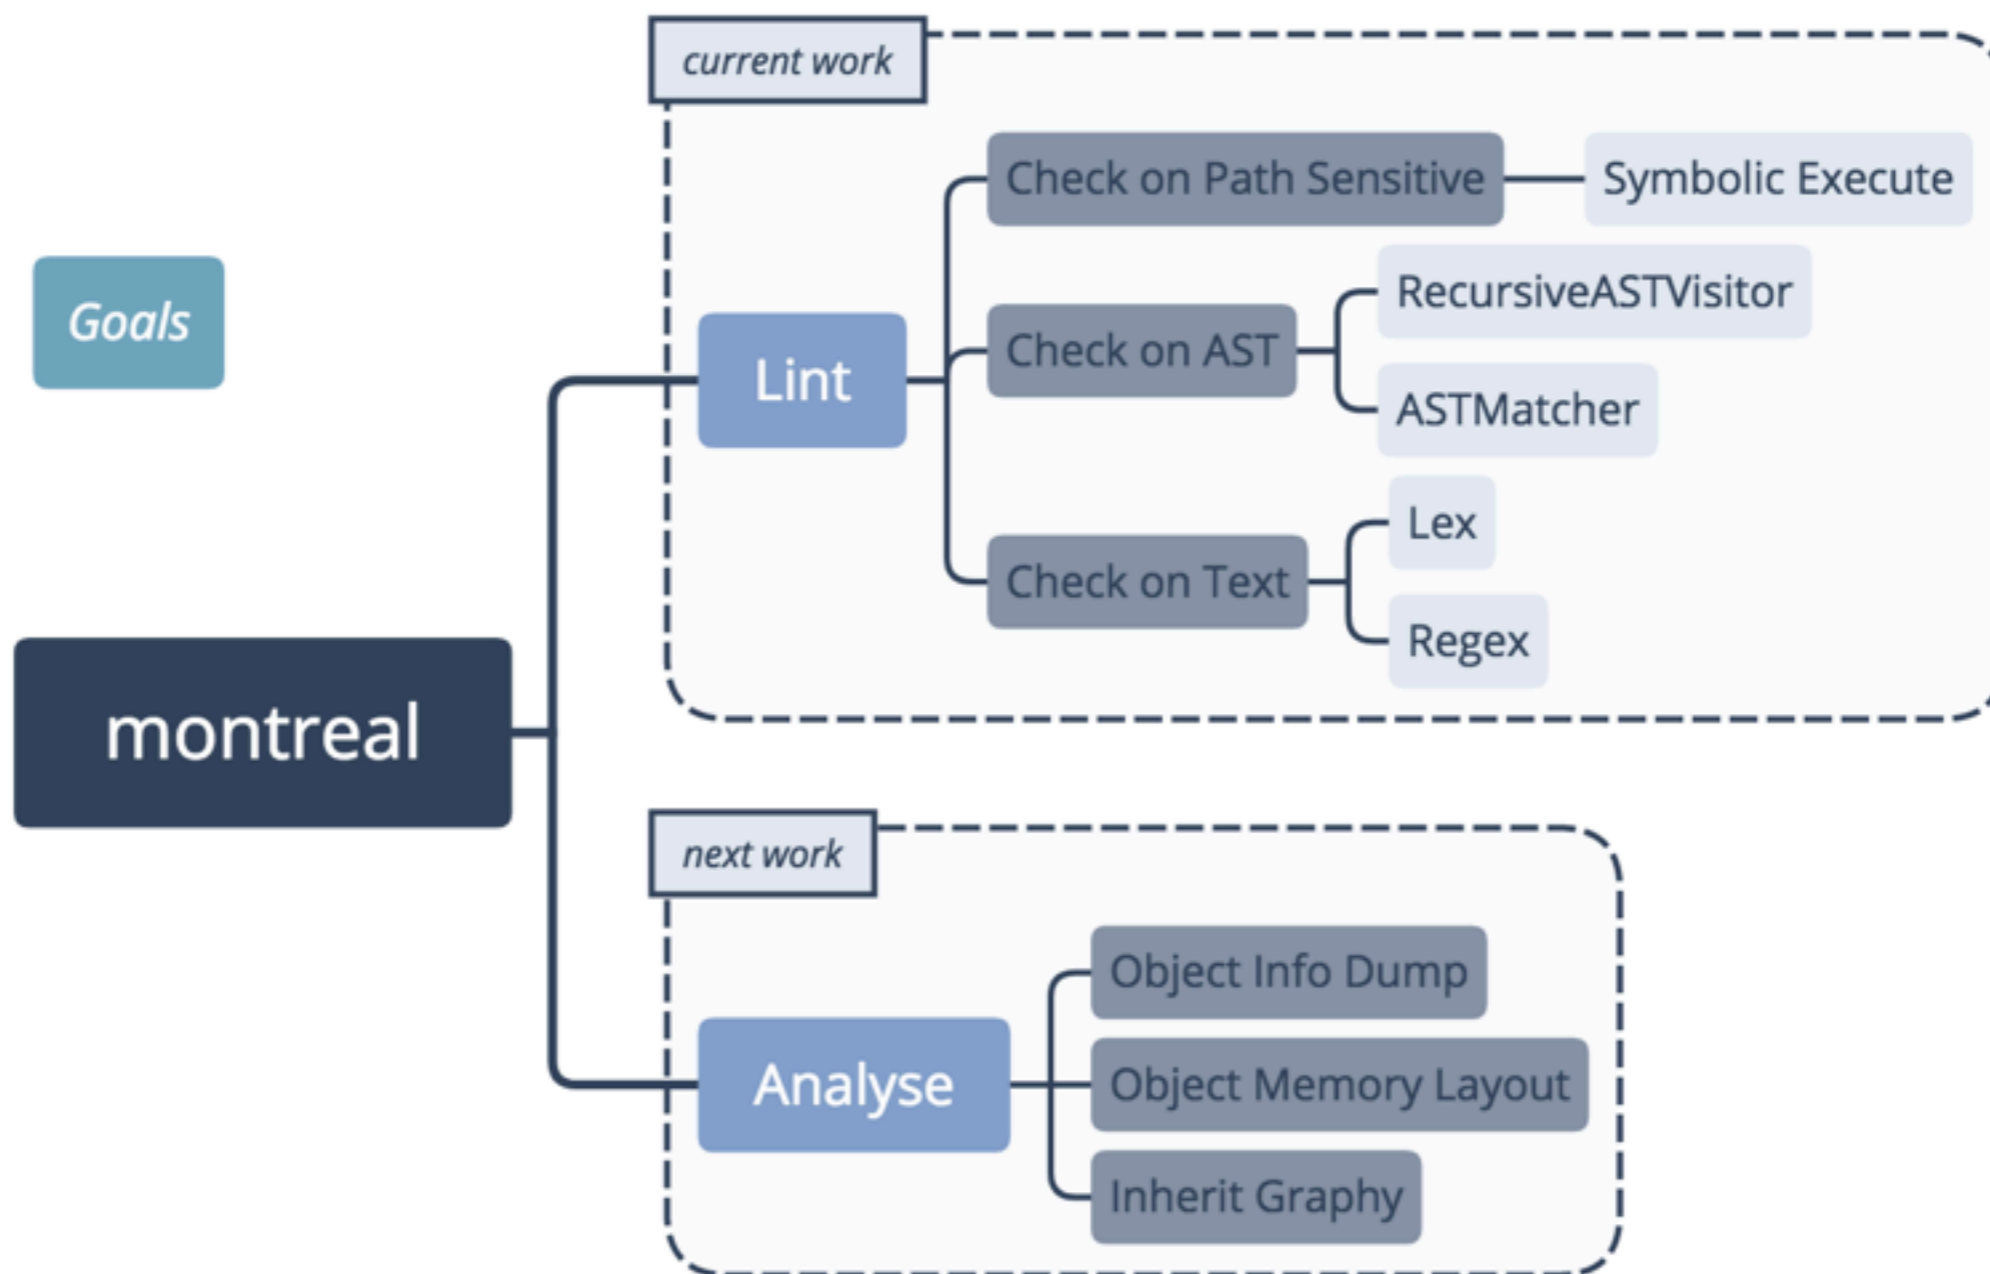 current work
Check on Path Sensitive
Symbolic Execute
RecursiveASTVisitor
Goals
Check on AST
Lint
ASTMatcher
Lex
Check on Text
Regex
montreal
next work
Object Info Dump
Analyse
Object Memory Layout
Inherit Graphy